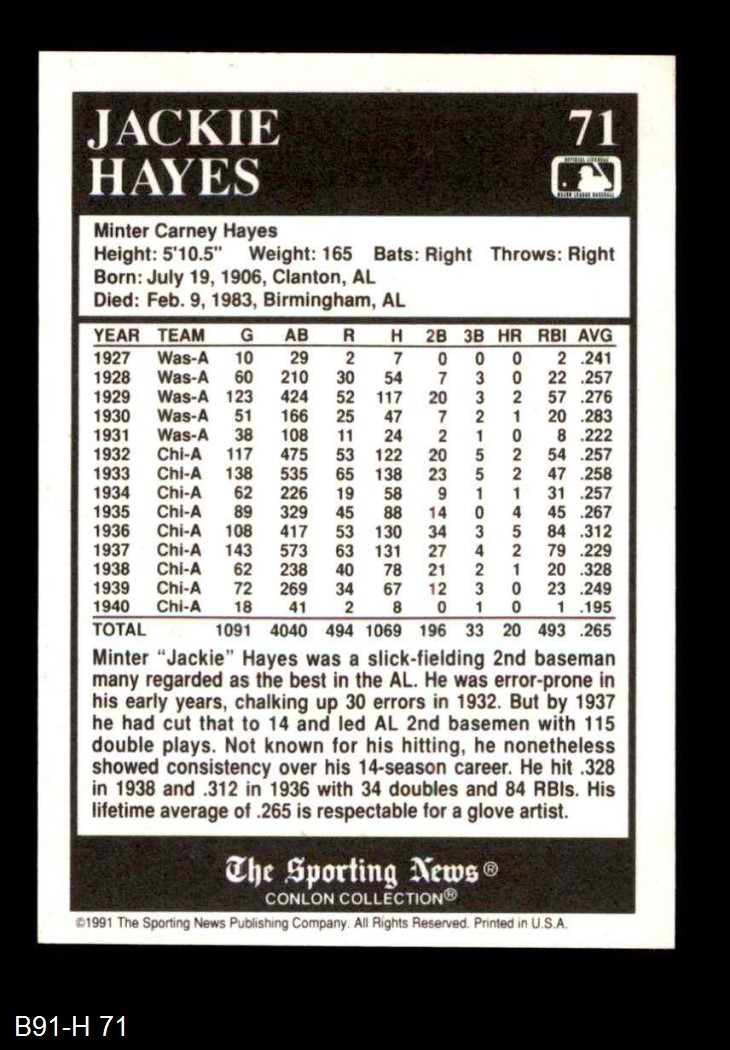 JACKIE 71
HAYES
OFFICIAL LICENSEE
MAJOR LEAGUE BASEBALL
Minter Carney Hayes
Height: 5'10.5" Weight: 165 Bats: Right Throws: Right
Born: July 19, 1906, Clanton, AL
Died: Feb. 9, 1983, Birmingham, AL
YEAR TEAM G AB R H 2B 3B HR RBI AVG
1927 Was-A 10 29 2 7 0 0 0 2 .241
1928 Was-A 60 210 30 54 7 3 0 22 .257
1929 Was-A 123 424 52 117 20 3 2 57 .276
1930 Was-A 51 166 25 47 7 2 1 20 .283
1931 Was-A 38 108 11 24 2 1 0 8 .222
1932 Chi-A 117 475 53 122 20 5 2 54 .257
1933 Chi-A 138 535 65 138 23 5 2 47 .258
1934 Chi-A 62 226 19 58 9 1 1 31 .257
1935 Chi-A 89 329 45 88 14 0 4 45 .267
1936 Chi-A 108 417 53 130 34 3 5 84 .312
1937 Chi-A 143 573 63 131 27 4 2 79 .229
1938 Chi-A 62 238 40 78 21 2 1 20 .328
1939 Chi-A 72 269 34 67 12 3 0 23 .249
1940 Chi-A 18 41 2 8 0 1 0 1 .195
TOTAL 1091 4040 494 1069 196 33 20 493 .265
Minter "Jackie" Hayes was a slick-fielding 2nd baseman
many regarded as the best in the AL. He was error-prone in
his early years, chalking up 30 errors in 1932. But by 1937
he had cut that to 14 and led AL 2nd basemen with 115
double plays. Not known for his hitting, he nonetheless
showed consistency over his 14-season career. He hit .328
in 1938 and .312 in 1936 with 34 doubles and 84 RBIs. His
lifetime average of .265 is respectable for a glove artist.
The Sporting News®
CONLON COLLECTION®
©1991 The Sporting News Publishing Company. All Rights Reserved. Printed in U.S.A.
B91-H 71